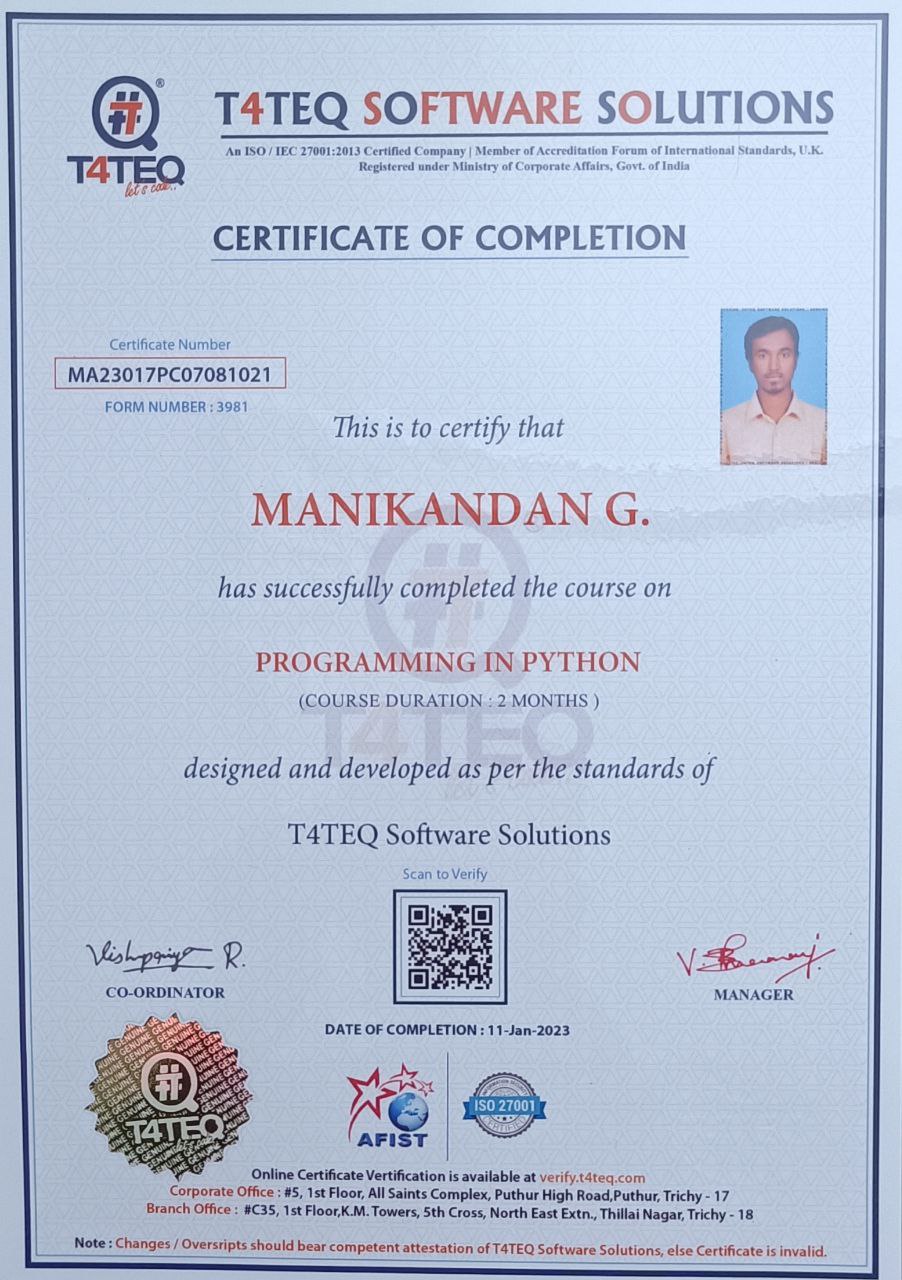 T4TEQ SOFTWARE SOLUTIONS
An ISO / IEC 27001:2013 Certified Company | Member of Accreditation Forum of International Standards, U.K.
Registered under Ministry of Corporate Affairs, Govt. of India
®
T4TEQ
let's code..
CERTIFICATE OF COMPLETION
Certificate Number
MA23017PC07081021
FORM NUMBER : 3981
This is to certify that
MANIKANDAN G.
has successfully completed the course on
PROGRAMMING IN PYTHON
(COURSE DURATION : 2 MONTHS )
T4TEQ
designed and developed as per the standards of
T4TEQ Software Solutions
Scan to Verify
R.
V.
CO-ORDINATOR
MANAGER
DATE OF COMPLETION : 11-Jan-2023
GENUINE
T4TEQ
let's code..
AFIST
ISO 27001
CERTIFIED
Online Certificate Vertification is available at verify.t4teq.com
Corporate Office : #5, 1st Floor, All Saints Complex, Puthur High Road,Puthur, Trichy - 17
Branch Office : #C35, 1st Floor,K.M. Towers, 5th Cross, North East Extn., Thillai Nagar, Trichy - 18
Note : Changes / Oversripts should bear competent attestation of T4TEQ Software Solutions, else Certificate is invalid.